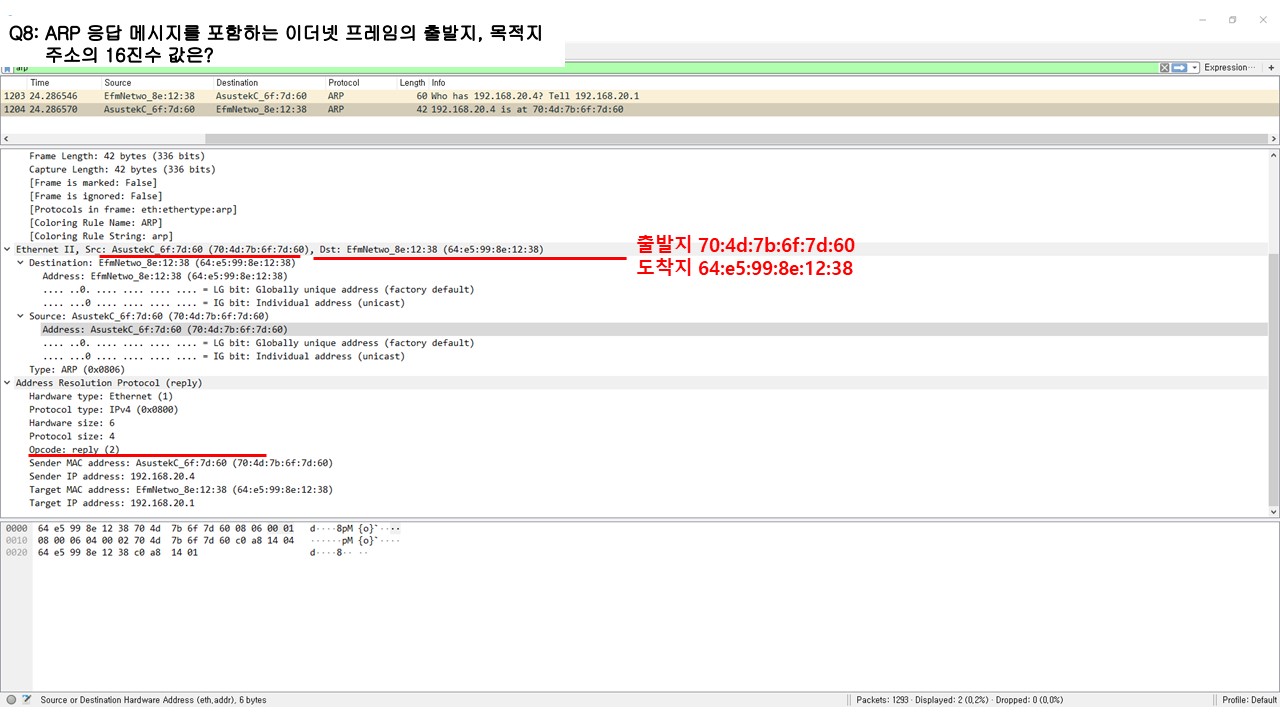 Q8: ARP 응답 메시지를 포함하는 이더넷 프레임의 출발지, 목적지
주소의 16진수 값은?
arp
Expression…
+
Time Source Destination Protocol Length Info
1203 24.286546 EfmNetwo_8e:12:38 AsustekC_6f:7d:60 ARP 60 Who has 192.168.20.4? Tell 192.168.20.1
1204 24.286570 AsustekC_6f:7d:60 EfmNetwo_8e:12:38 ARP 42 192.168.20.4 is at 70:4d:7b:6f:7d:60
Frame Length: 42 bytes (336 bits)
Capture Length: 42 bytes (336 bits)
[Frame is marked: False]
[Frame is ignored: False]
[Protocols in frame: eth:ethertype:arp]
[Coloring Rule Name: ARP]
[Coloring Rule String: arp]
Ethernet II, Src: AsustekC_6f:7d:60 (70:4d:7b:6f:7d:60), Dst: EfmNetwo_8e:12:38 (64:e5:99:8e:12:38)
출발지 70:4d:7b:6f:7d:60
도착지 64:e5:99:8e:12:38
Destination: EfmNetwo_8e:12:38 (64:e5:99:8e:12:38)
Address: EfmNetwo_8e:12:38 (64:e5:99:8e:12:38)
.... ..0. .... .... .... .... = LG bit: Globally unique address (factory default)
.... ...0 .... .... .... .... = IG bit: Individual address (unicast)
Source: AsustekC_6f:7d:60 (70:4d:7b:6f:7d:60)
Address: AsustekC_6f:7d:60 (70:4d:7b:6f:7d:60)
.... ..0. .... .... .... .... = LG bit: Globally unique address (factory default)
.... ...0 .... .... .... .... = IG bit: Individual address (unicast)
Type: ARP (0x0806)
Address Resolution Protocol (reply)
Hardware type: Ethernet (1)
Protocol type: IPv4 (0x0800)
Hardware size: 6
Protocol size: 4
Opcode: reply (2)
Sender MAC address: AsustekC_6f:7d:60 (70:4d:7b:6f:7d:60)
Sender IP address: 192.168.20.4
Target MAC address: EfmNetwo_8e:12:38 (64:e5:99:8e:12:38)
Target IP address: 192.168.20.1
0000 64 e5 99 8e 12 38 70 4d 7b 6f 7d 60 08 06 00 01 d····8pM {o}`····
0010 08 00 06 04 00 02 70 4d 7b 6f 7d 60 c0 a8 14 04 ······pM {o}`····
0020 64 e5 99 8e 12 38 c0 a8 14 01 d····8·· ··
Source or Destination Hardware Address (eth,addr), 6 bytes
Packets: 1293 · Displayed: 2 (0,2%) · Dropped: 0 (0,0%)
Profile: Default